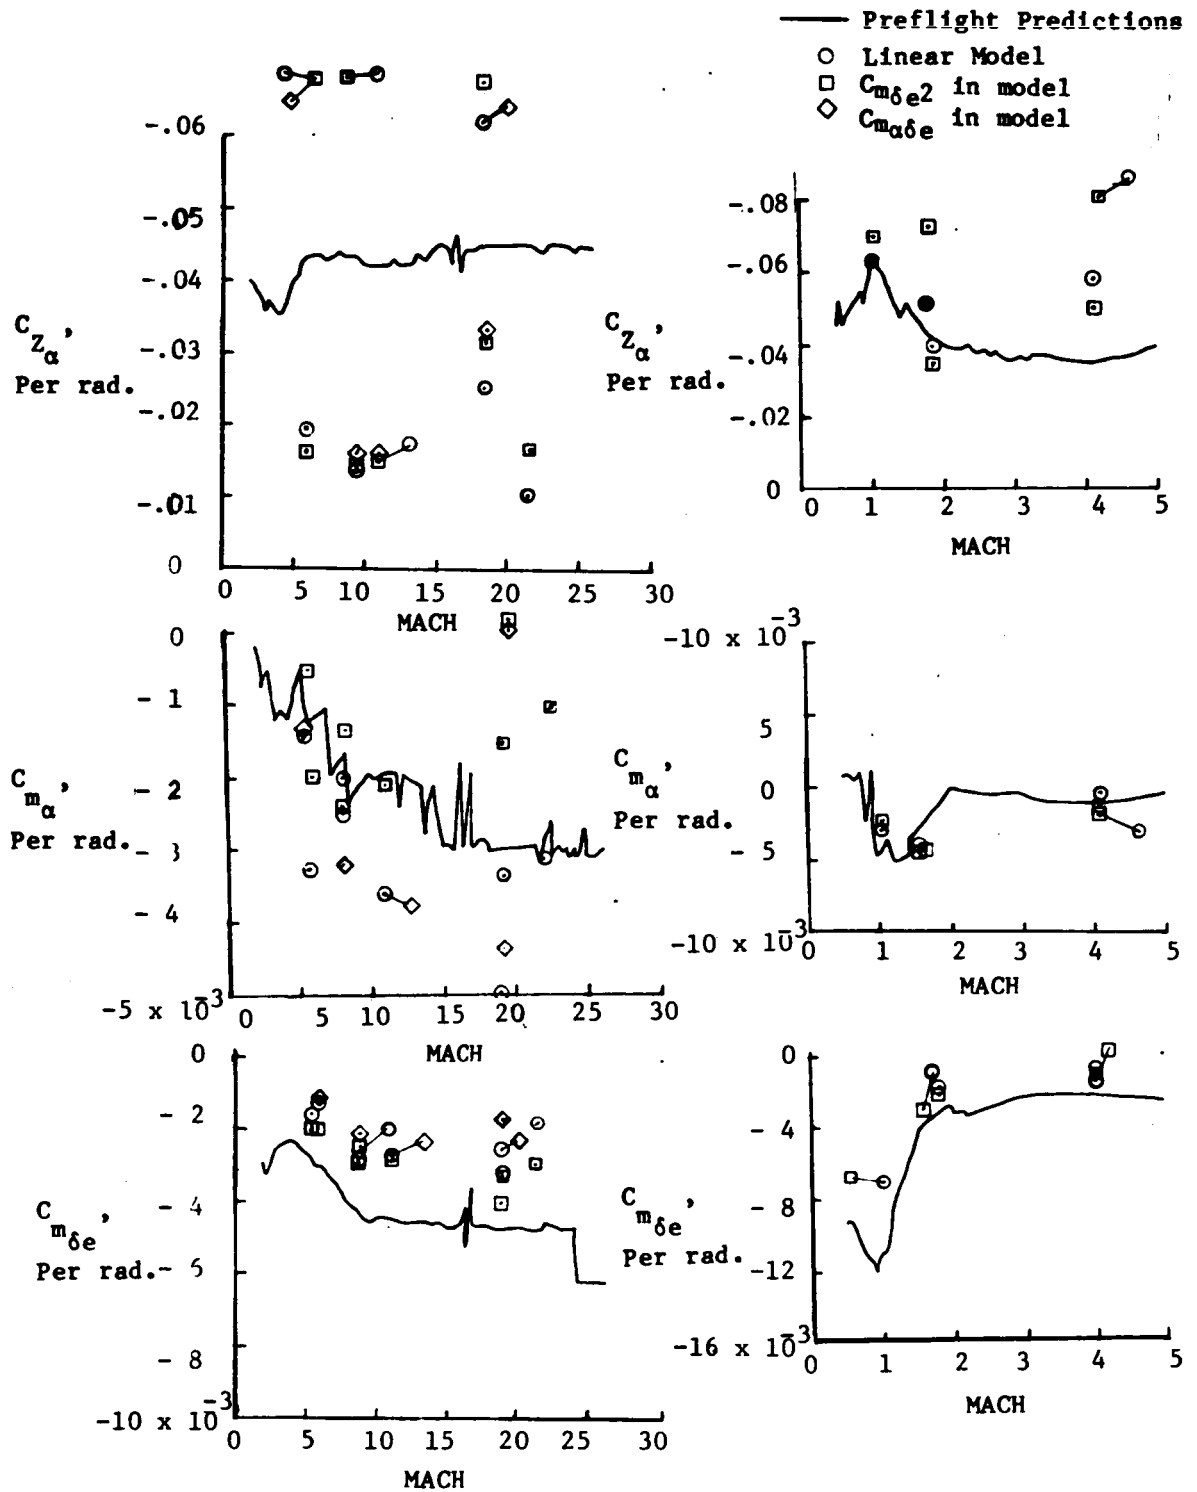 Preflight Predictions
Linear Model
Cmδe2 in model
Cmαδe in model
-.06
-.05
-.04
-.03
-.02
-.01
0
CZα,
Per rad.
0 5 10 15 20 25 30
MACH
-.08
-.06
-.04
-.02
0
CZα,
Per rad.
0 1 2 3 4 5
MACH
0
- 1
- 2
- 3
- 4
-5 x 10-3
Cmα,
Per rad.
5 10 15 20 25 30
MACH
-10 x 10-3
5
0
- 5
-10 x 10-3
Cmα,
Per rad.
0 1 2 3 4 5
MACH
0
- 2
- 4
- 5
- 8
-10 x 10-3
Cmδe,
Per rad.
0 5 10 15 20 25 30
MACH
0
- 4
- 8
-12
-16 x 10-3
Cmδe,
Per rad.
0 1 2 3 4 5
MACH